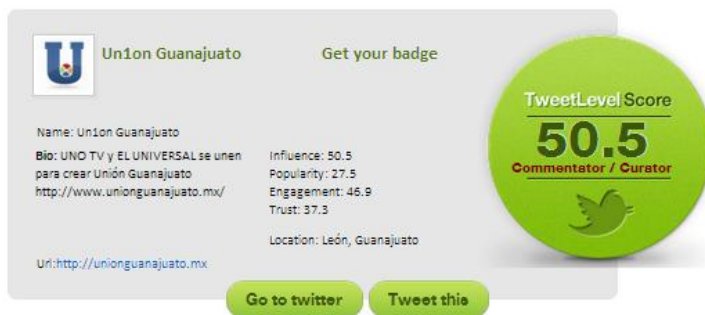 Un1on Guanajuato
Get your badge
Name: Un1on Guanajuato
Bio: UNO TV y EL UNIVERSAL se unen
para crear Unión Guanajuato
http://www.unionguanajuato.mx/
Url:http://unionguanajuato.mx
Influence: 50.5
Popularity: 27.5
Engagement: 46.9
Trust: 37.3
Location: León, Guanajuato
TweetLevel Score
50.5
Commentator / Curator
Go to twitter
Tweet this